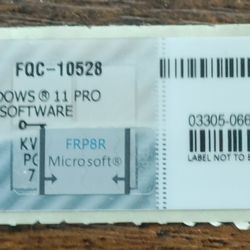 FQC-10528
DOWS ® 11 PRO
SOFTWARE
KV
PC
7
FRP8R
Microsoft®
03305-066
LABEL NOT TO B